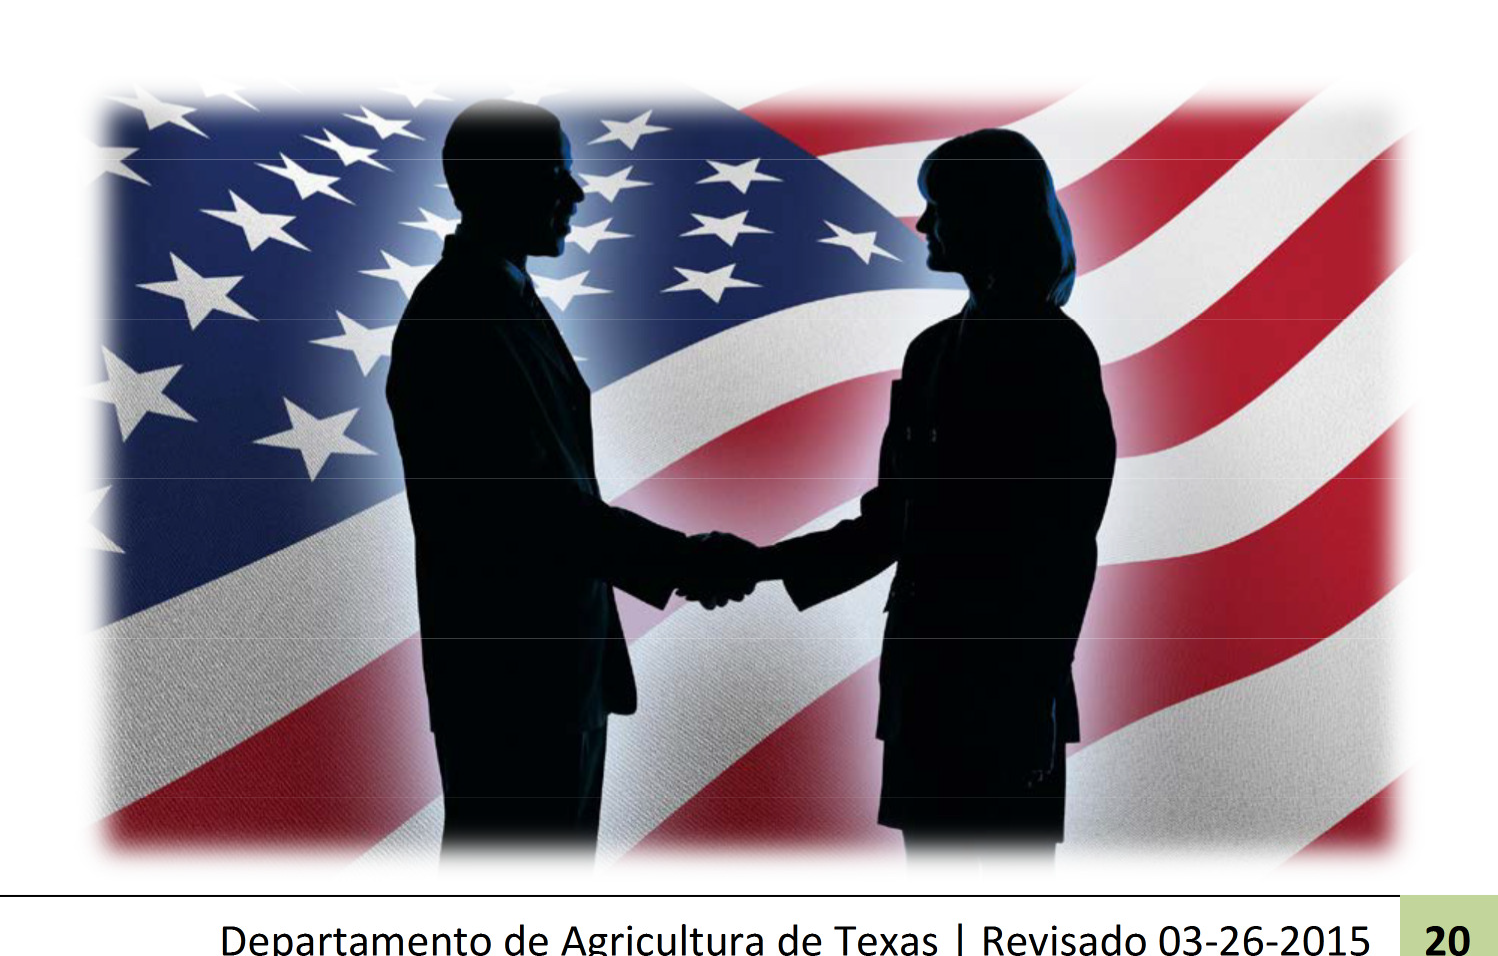 Departamento de Agricultura de Texas | Revisado 03-26-2015 20